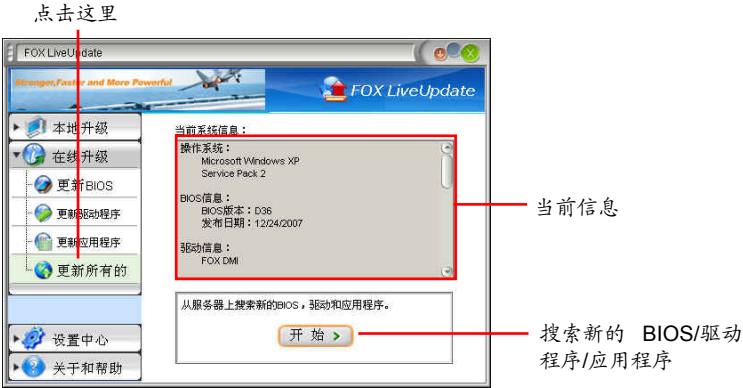 点击这里
FOX LiveUpdate
Stronger,Faster and More Powerful
FOX LiveUpdate
本地升级
在线升级
更新BIOS
更新驱动程序
更新应用程序
更新所有的
设置中心
关于和帮助
当前系统信息：
操作系统：
Microsoft Windows XP
Service Pack 2
BIOS信息：
BIOS版本：D36
发布日期：12/24/2007
驱动信息：
FOX DMI
从服务器上搜索新的BIOS，驱动和应用程序。
开 始
当前信息
搜索新的 BIOS/驱动
程序/应用程序